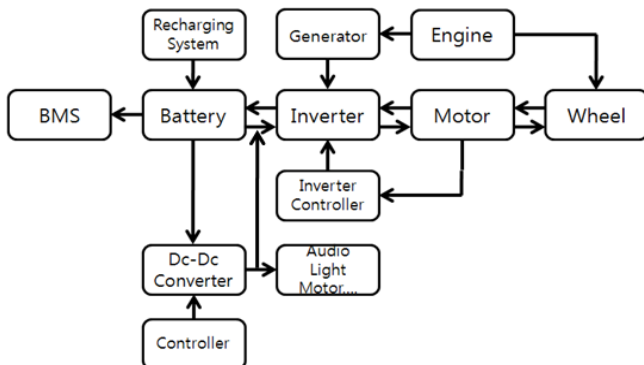 Recharging
System
Generator
Engine
BMS
Battery
Inverter
Motor
Wheel
Inverter
Controller
Dc-Dc
Converter
Audio
Light
Motor....
Controller